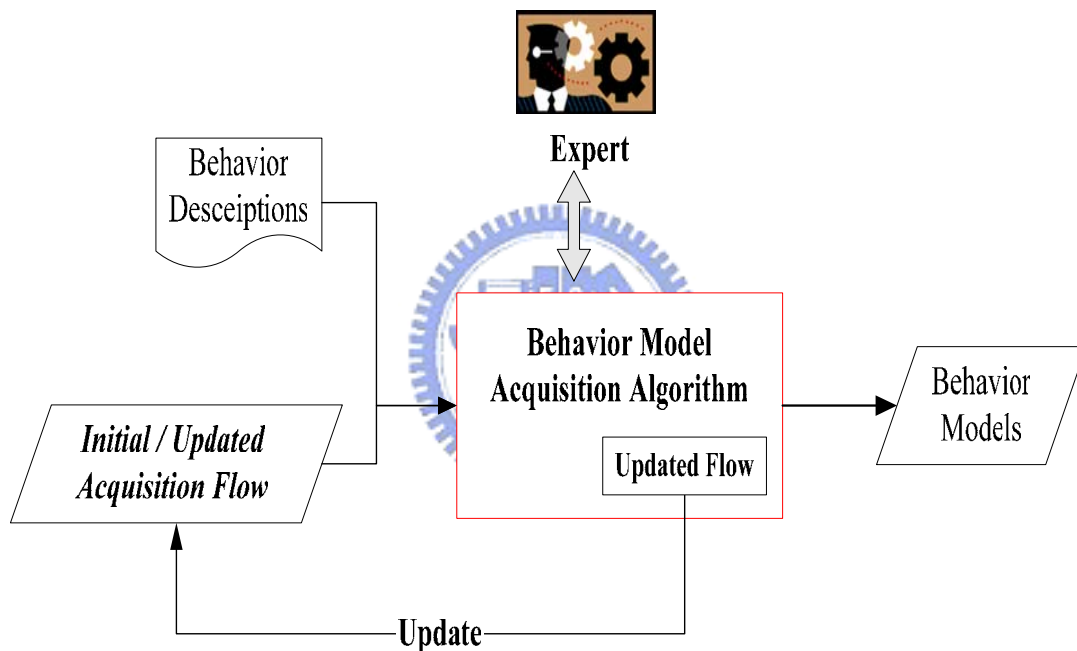 Expert
Behavior
Desceiptions
Behavior Model
Acquisition Algorithm
Updated Flow
Behavior
Models
Initial / Updated
Acquisition Flow
Update